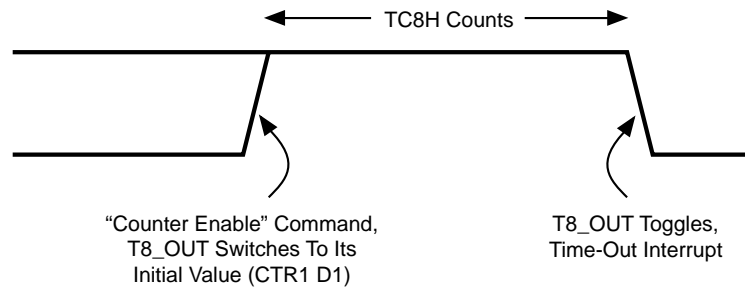 TC8H Counts
“Counter Enable” Command,
T8_OUT Switches To Its
Initial Value (CTR1 D1)
T8_OUT Toggles,
Time-Out Interrupt